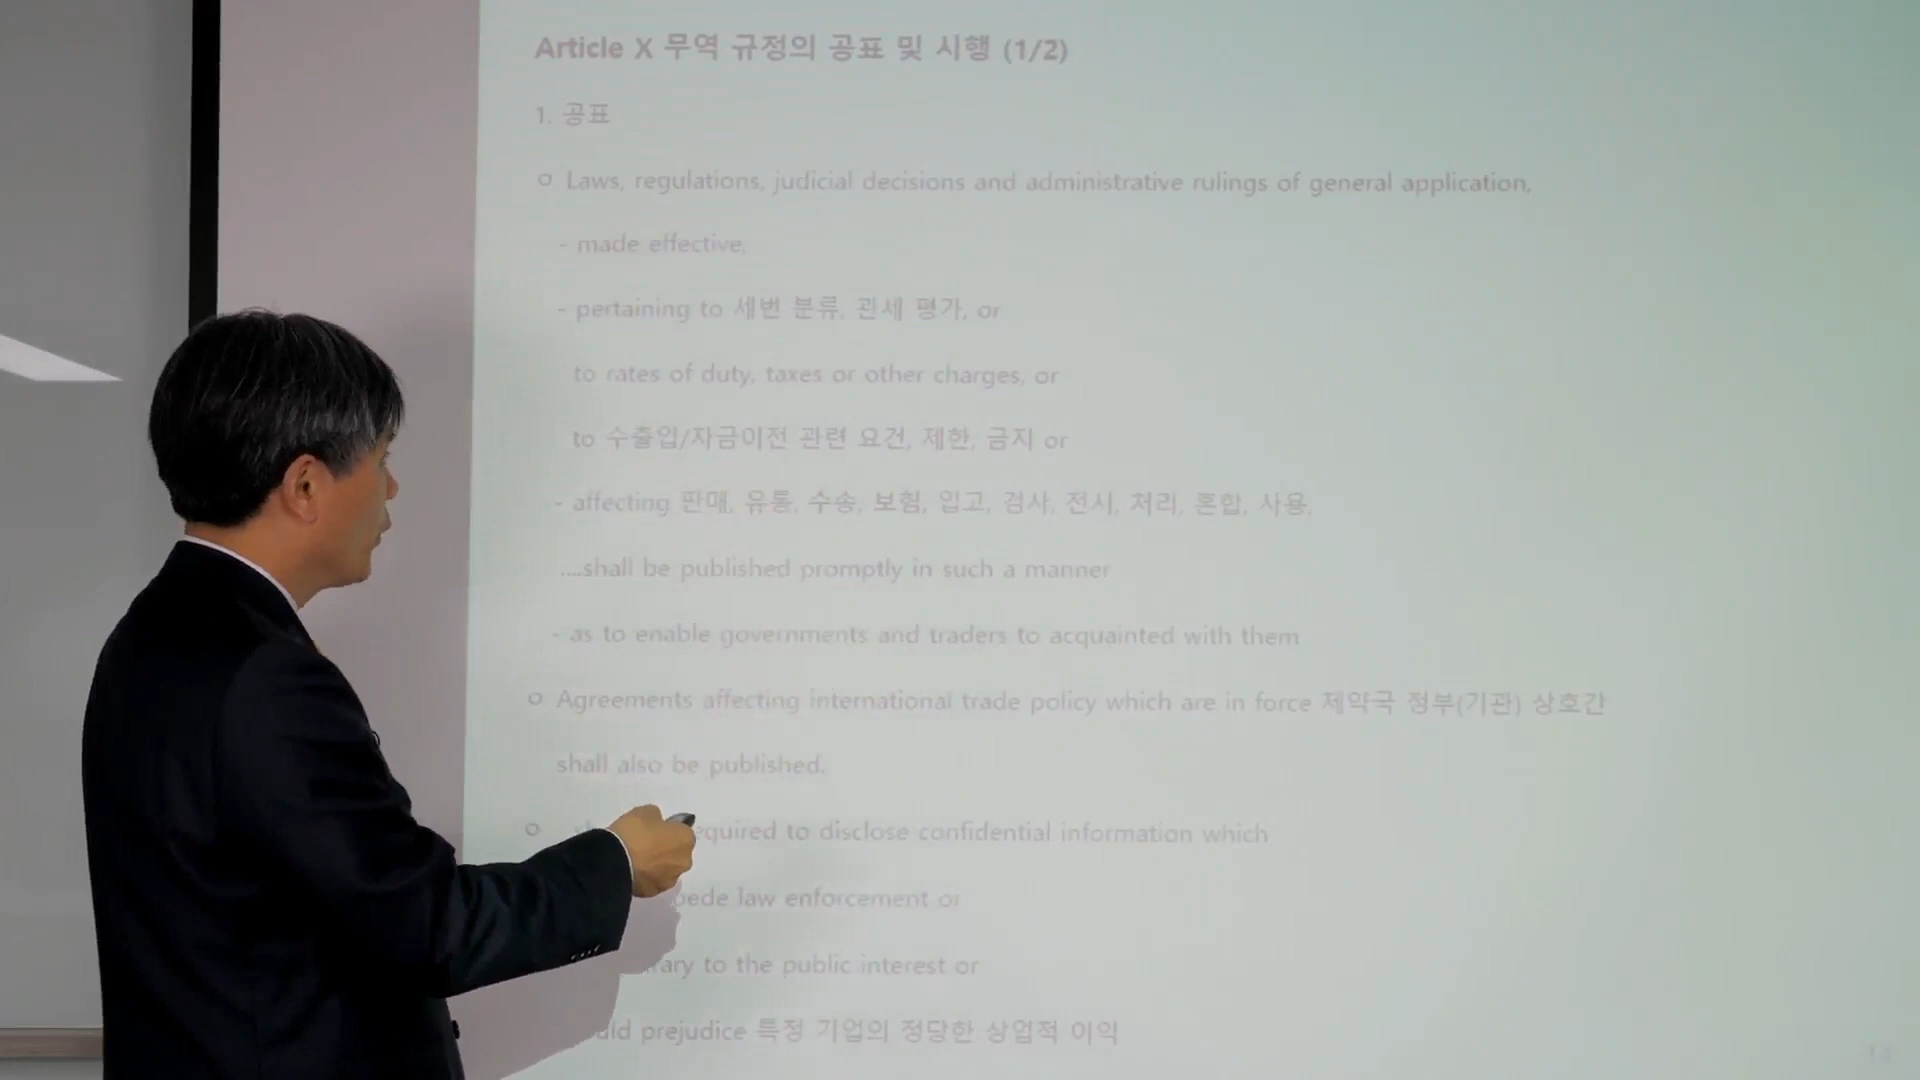 Article X 무역 규정의 공표 및 시행 (1/2)
1. 공표
o Laws, regulations, judicial decisions and administrative rulings of general application,
- made effective,
- pertaining to 세번 분류, 관세 평가, or
to rates of duty, taxes or other charges, or
to 수출입/자금이전 관련 요건, 제한, 금지 or
- affecting 판매, 유통, 수송, 보험, 입고, 검사, 전시, 처리, 혼합, 사용,
....shall be published promptly in such a manner
- as to enable governments and traders to acquainted with them
o Agreements affecting international trade policy which are in force 제약국 정부(기관) 상호간
shall also be published.
o equired to disclose confidential information which
pede law enforcement or
rary to the public interest or
uld prejudice 특정 기업의 정당한 상업적 이익
14